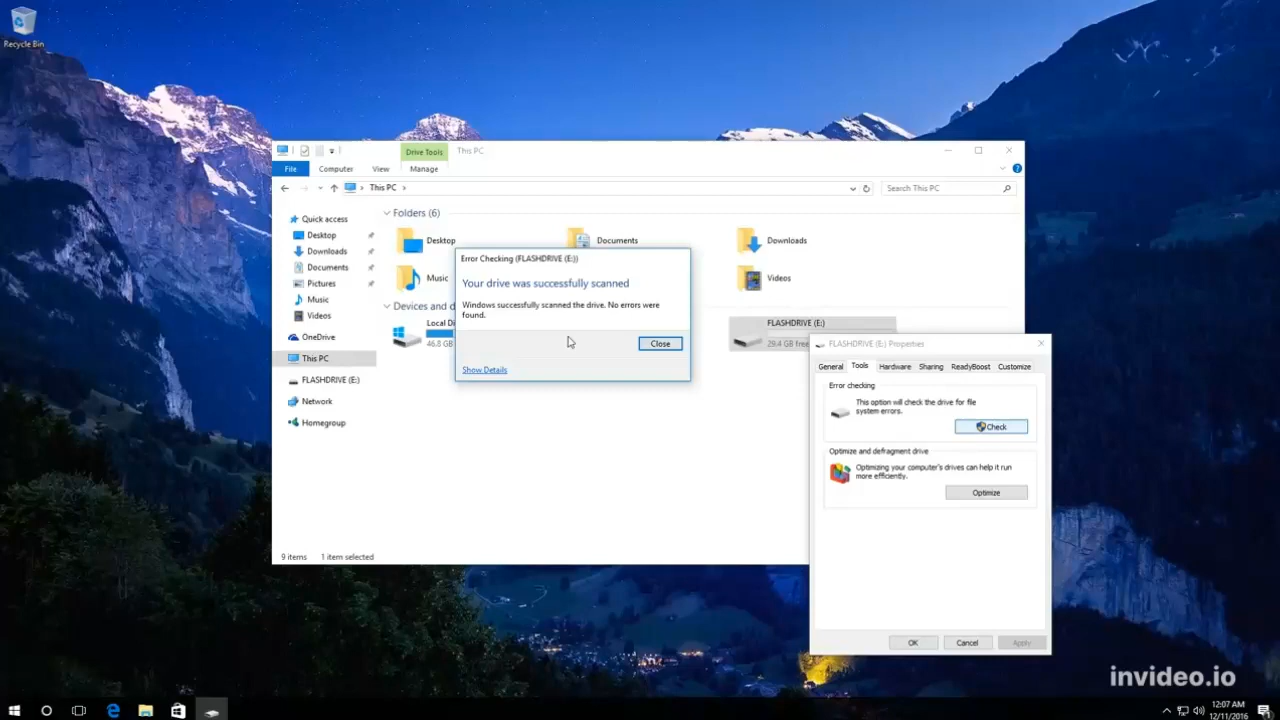 Recycle Bin
Drive Tools
This PC
File
Computer
View
Manage
This PC
Search This PC
Quick access
Desktop
Downloads
Documents
Pictures
Music
Videos
OneDrive
This PC
FLASHDRIVE (E:)
Network
Homegroup
Folders (6)
Desktop
Documents
Downloads
Music
Videos
Devices and d
Local Di
46.8 GB
FLASHDRIVE (E:)
29.4 GB free
9 items
1 item selected
Error Checking (FLASHDRIVE (E:))
Your drive was successfully scanned
Windows successfully scanned the drive. No errors were
found.
Close
Show Details
FLASHDRIVE (E:) Properties
General
Tools
Hardware
Sharing
ReadyBoost
Customize
Error checking
This option will check the drive for file
system errors.
Check
Optimize and defragment drive
Optimizing your computer's drives can help it run
more efficiently.
Optimize
OK
Cancel
Apply
invideo.io
12:07 AM
12/11/2016